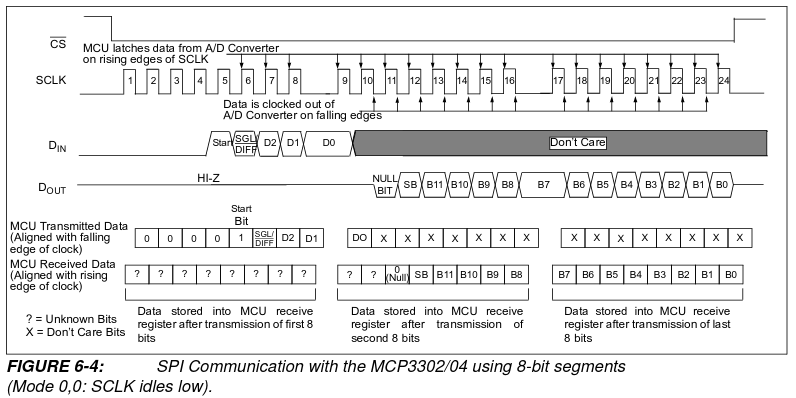 CS
MCU latches data from A/D Converter
on rising edges of SCLK
SCLK
1 2 3 4 5 6 7 8 9 10 11 12 13 14 15 16 17 18 19 20 21 22 23 24
Data is clocked out of
A/D Converter on falling edges
DIN
Start SGL/DIFF D2 D1 D0 Don't Care
HI-Z
DOUT
NULL BIT SB B11 B10 B9 B8 B7 B6 B5 B4 B3 B2 B1 B0
Start
Bit
MCU Transmitted Data
(Aligned with falling
edge of clock)
0 0 0 0 1 SGL/DIFF D2 D1 DO X X X X X X X X X X X X X X X
MCU Received Data
(Aligned with rising
edge of clock)
? ? ? ? ? ? ? ? ? ? 0 (Null) SB B11 B10 B9 B8 B7 B6 B5 B4 B3 B2 B1 B0
? = Unknown Bits
X = Don't Care Bits
Data stored into MCU receive
register after transmission of first 8
bits
Data stored into MCU receive
register after transmission of
second 8 bits
Data stored into MCU receive
register after transmission of last
8 bits
FIGURE 6-4: SPI Communication with the MCP3302/04 using 8-bit segments
(Mode 0,0: SCLK idles low).